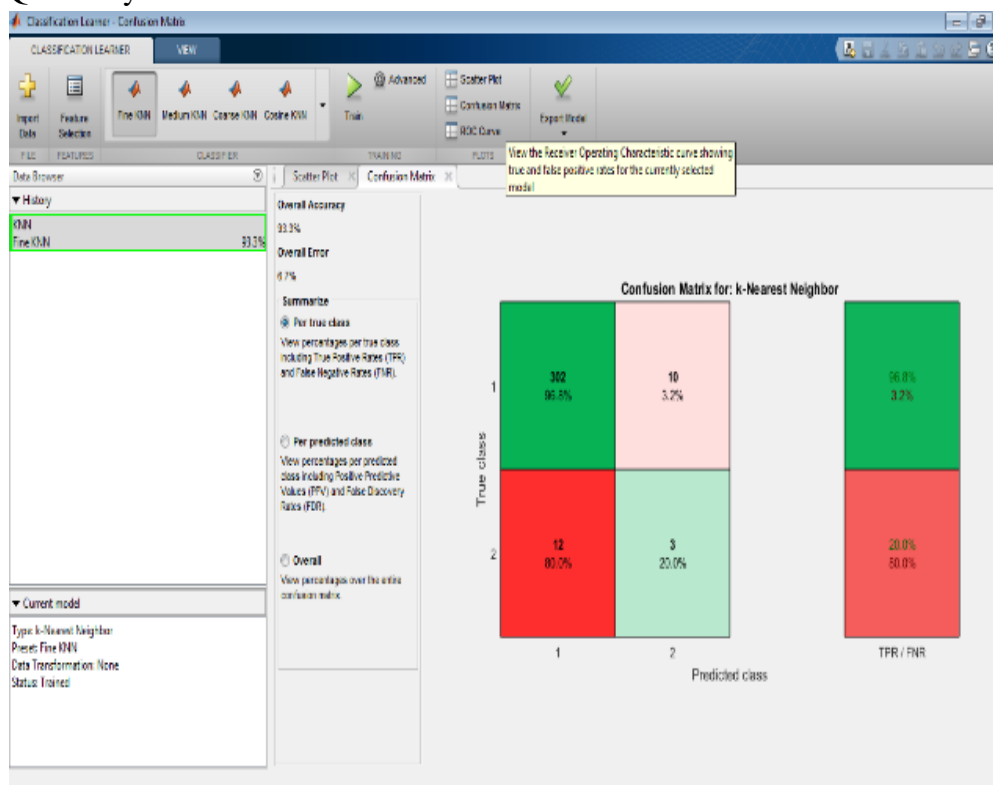 Classification Learner - Confusion Matrix
CLASSIFICATION LEARNER VIEW
Import Data
Feature Selection
Fine KNN Medium KNN Coarse KNN Cosine KNN
Train
Advanced
Scatter Plot
Confusion Matrix
ROC Curve
Export Model
FILE FEATURES CLASSIFIER TRAINING PLOTS
View the Receiver Operating Characteristic curve showing
true and false positive rates for the currently selected
model
Data Browser
▼ History
KNN
Fine KNN 93.3%
▼ Current model
Type: k-Nearest Neighbor
Preset: Fine KNN
Data Transformation: None
Status: Trained
Scatter Plot Confusion Matrix
Overall Accuracy
93.3%
Overall Error
6.7%
Summarize
Per true class
View percentages per true class
including True Positive Rates (TPR)
and False Negative Rates (FNR).
Per predicted class
View percentages per predicted
class including Positive Predictive
Values (PPV) and False Discovery
Rates (FDR).
Overall
View percentages over the entire
confusion matrix.
Confusion Matrix for: k-Nearest Neighbor
True class
1
302
96.8%
10
3.2%
96.8%
3.2%
2
12
80.0%
3
20.0%
20.0%
80.0%
1 2 TPR / FNR
Predicted class